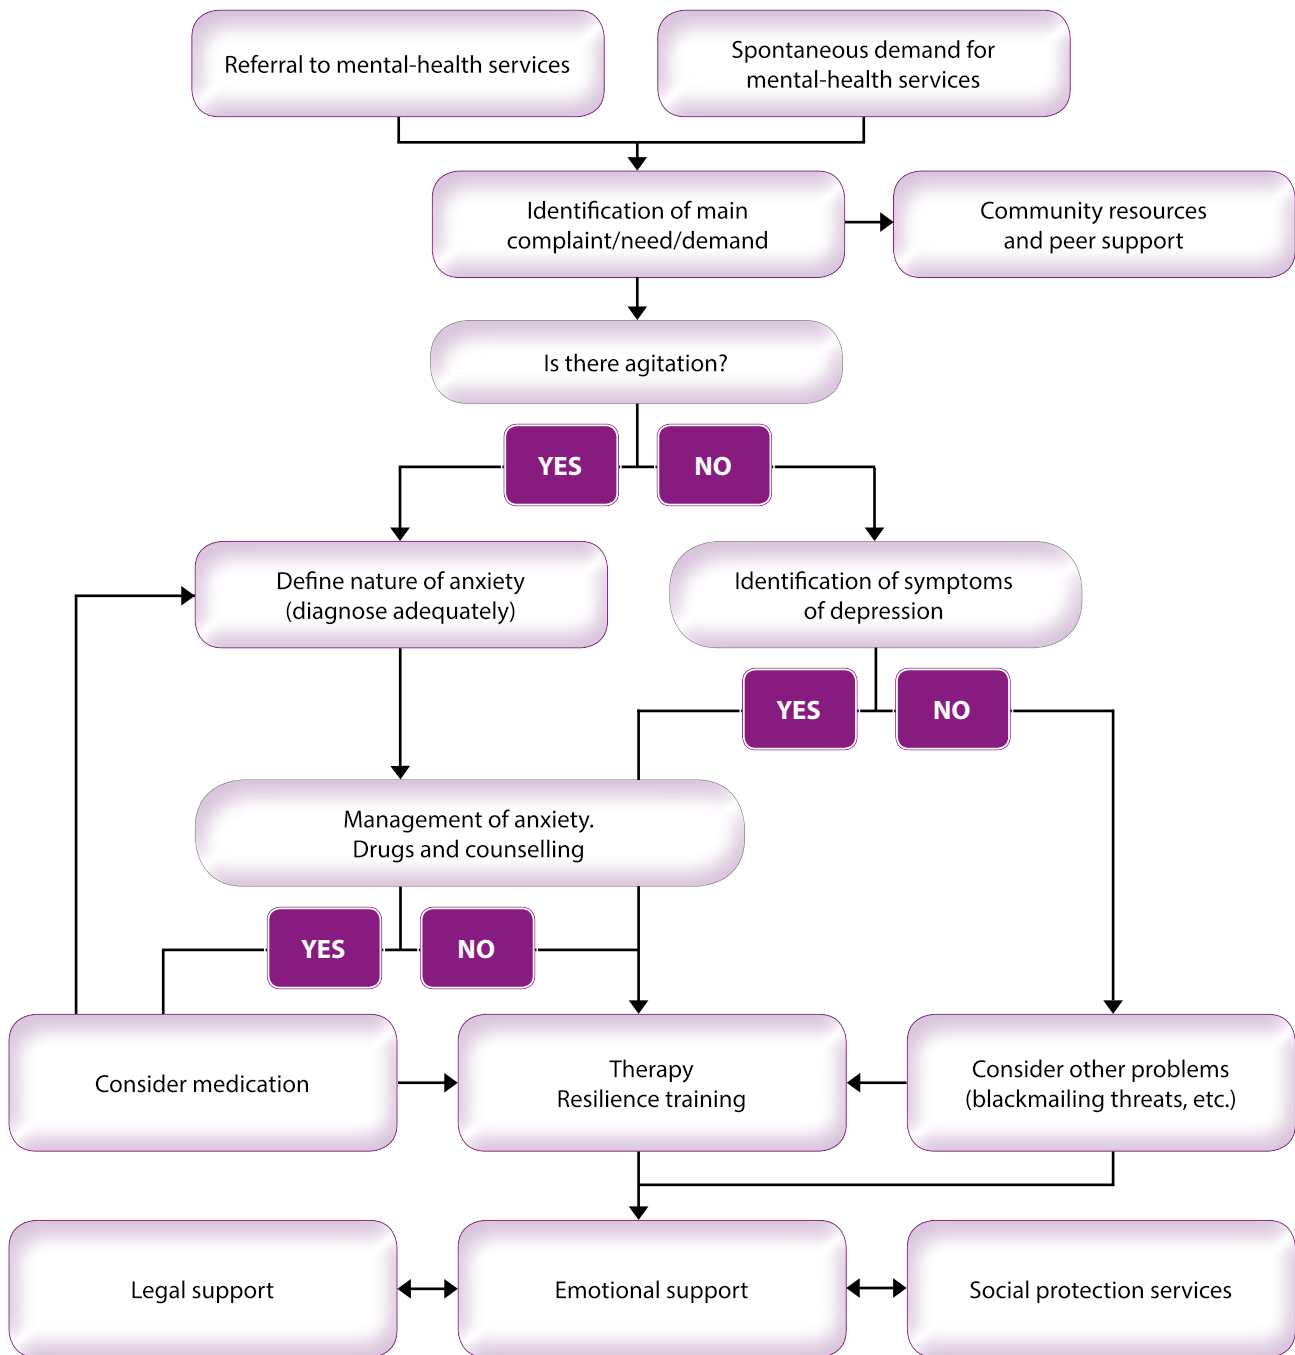 Referral to mental-health services
Spontaneous demand for
mental-health services
Identification of main
complaint/need/demand
Community resources
and peer support
Is there agitation?
YES
NO
Define nature of anxiety
(diagnose adequately)
Identification of symptoms
of depression
YES
NO
Management of anxiety.
Drugs and counselling
YES
NO
Consider medication
Therapy
Resilience training
Consider other problems
(blackmailing threats, etc.)
Legal support
Emotional support
Social protection services